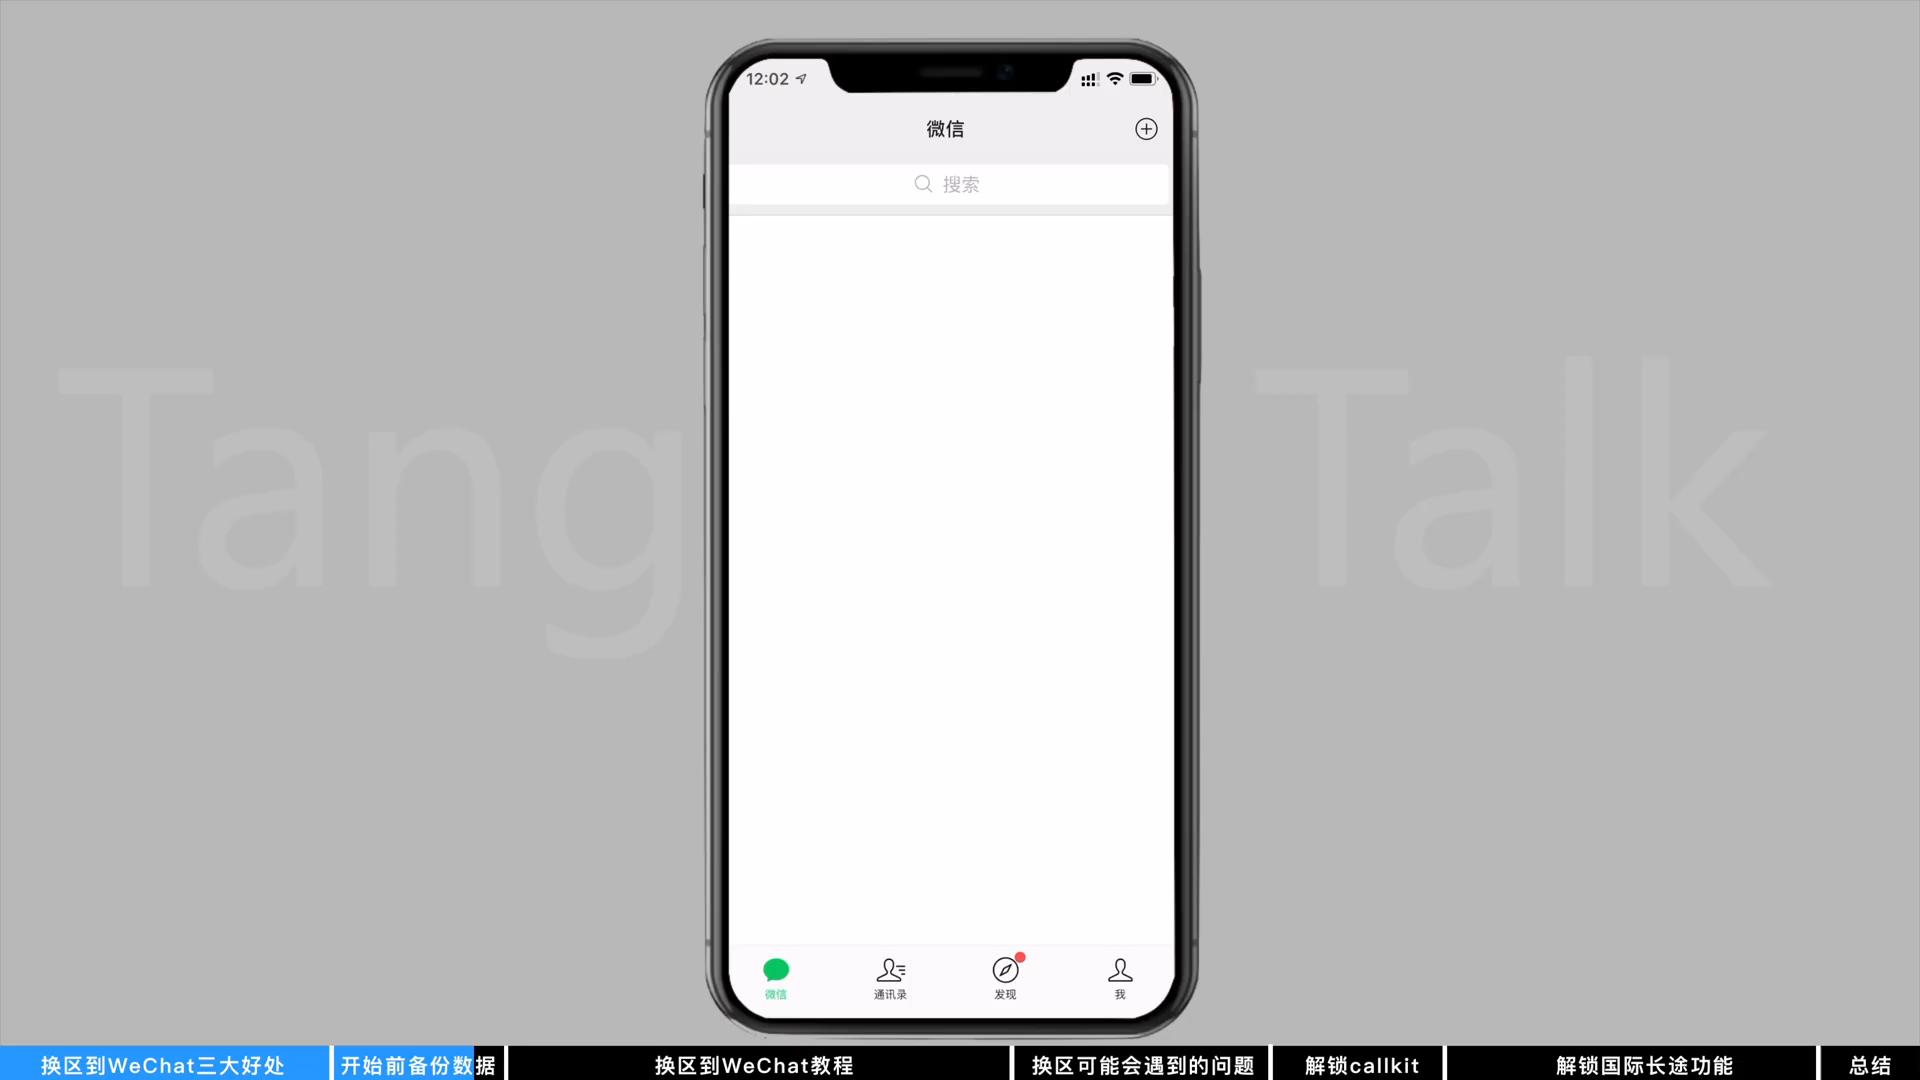 12:02
微信
搜索
Tang Talk
微信
通讯录
发现
我
换区到WeChat三大好处
开始前备份数据
换区到WeChat教程
换区可能会遇到的问题
解锁callkit
解锁国际长途功能
总结